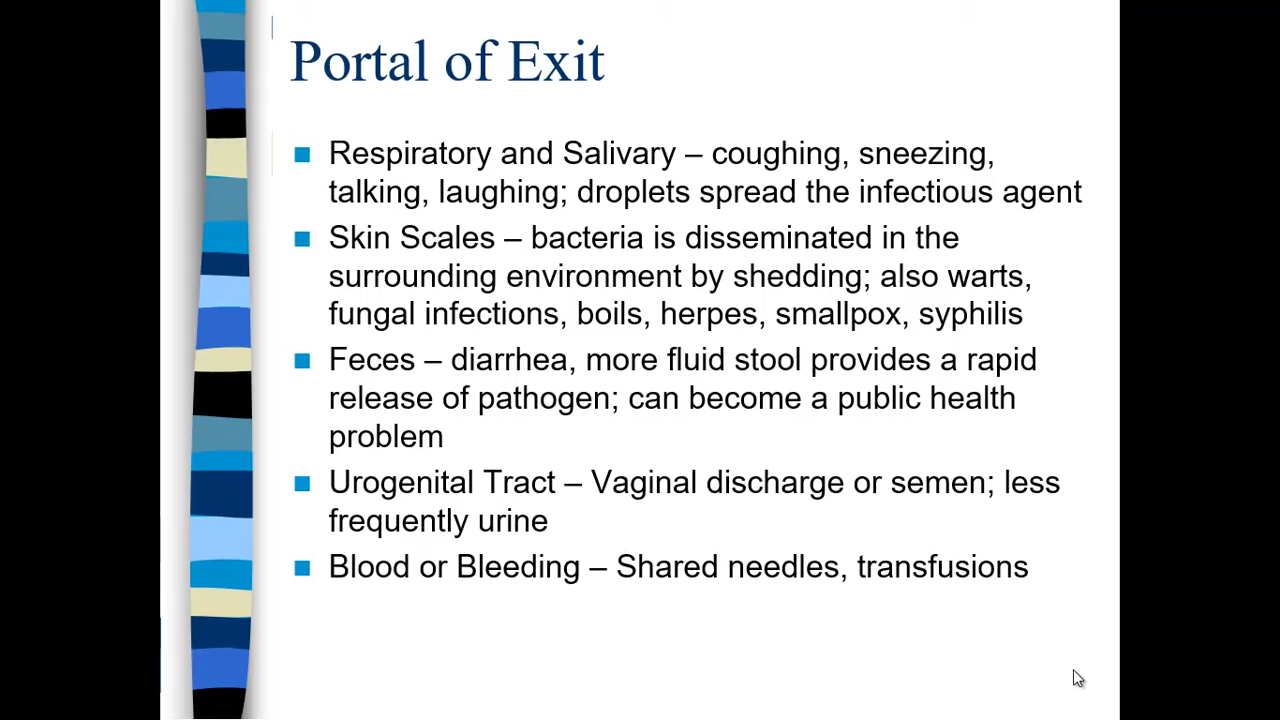 Portal of Exit
Respiratory and Salivary – coughing, sneezing,
talking, laughing; droplets spread the infectious agent
Skin Scales – bacteria is disseminated in the
surrounding environment by shedding; also warts,
fungal infections, boils, herpes, smallpox, syphilis
Feces – diarrhea, more fluid stool provides a rapid
release of pathogen; can become a public health
problem
Urogenital Tract – Vaginal discharge or semen; less
frequently urine
Blood or Bleeding – Shared needles, transfusions